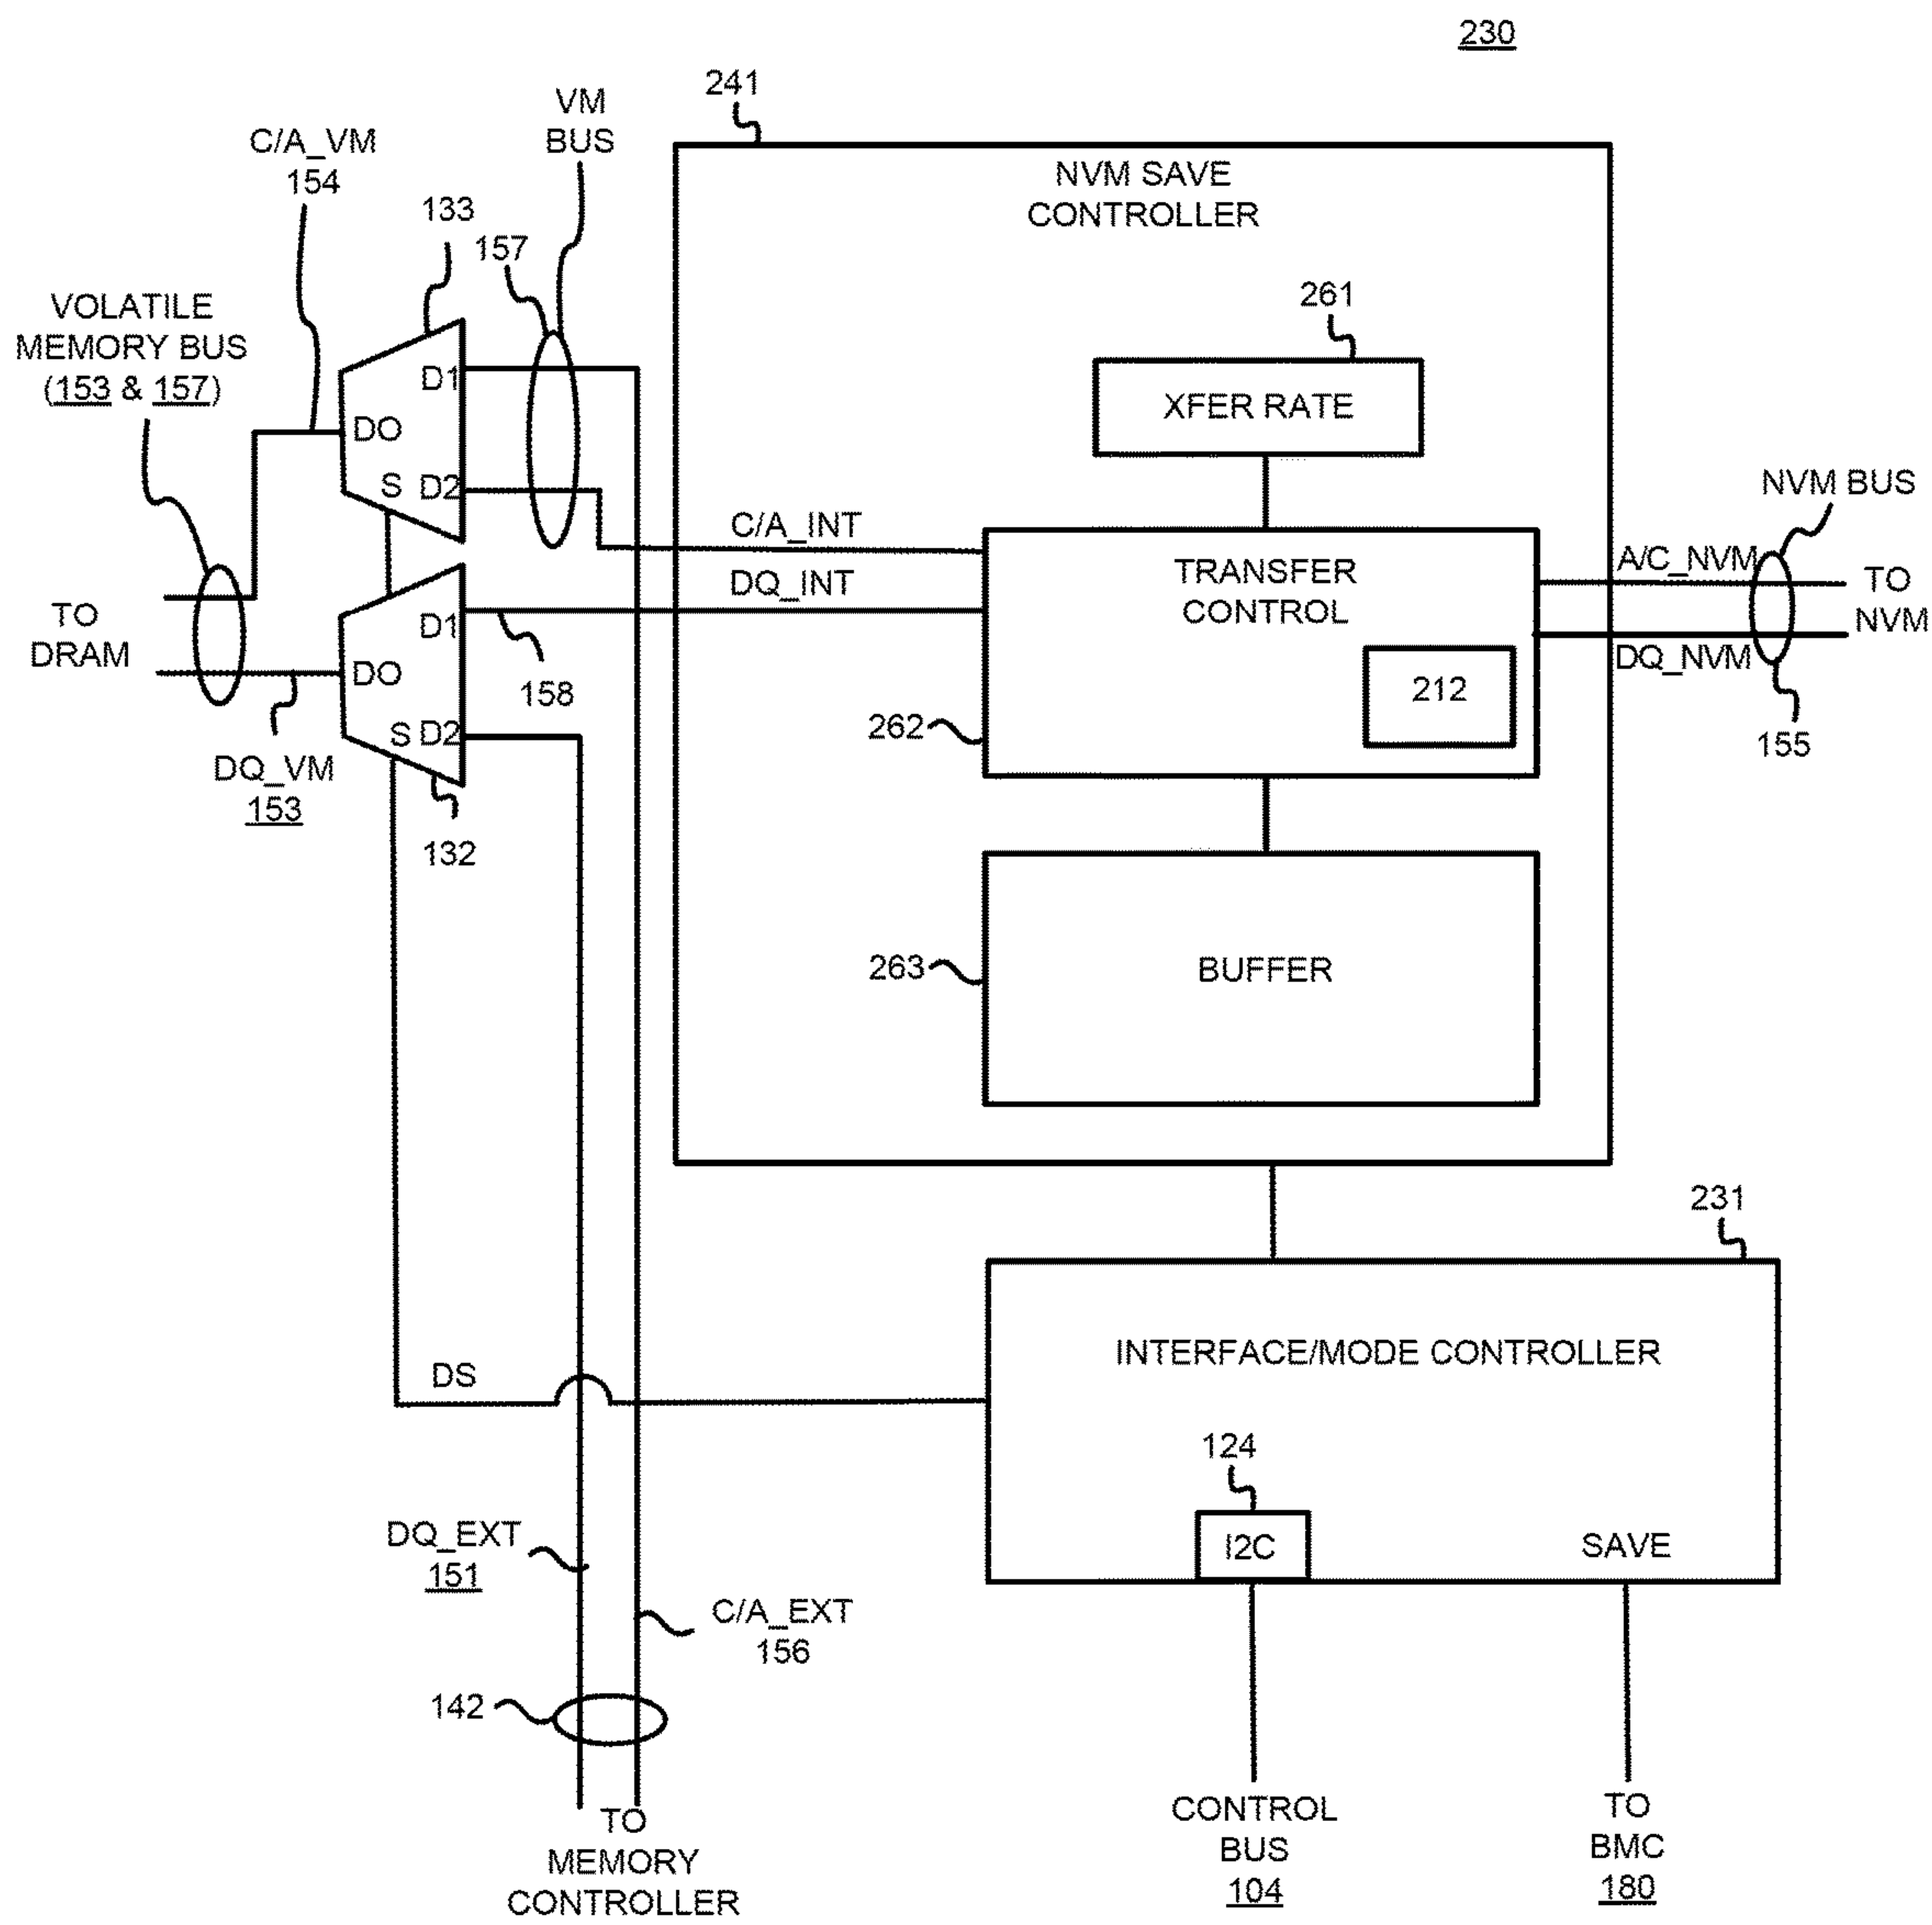 230
241
VM
BUS
C/A_VM
154
NVM SAVE
CONTROLLER
133
157
261
VOLATILE
MEMORY BUS
(153 & 157)
D1
XFER RATE
DO
S
D2
NVM BUS
C/A_INT
A/C_NVM
TRANSFER
CONTROL
DQ_INT
TO
NVM
TO
DRAM
D1
DO
158
DQ_NVM
212
262
155
S
D2
DQ_VM
153
132
263
BUFFER
231
INTERFACE/MODE CONTROLLER
DS
124
DQ_EXT
151
I2C
SAVE
C/A_EXT
156
142
TO
MEMORY
CONTROLLER
CONTROL
BUS
104
TO
BMC
180